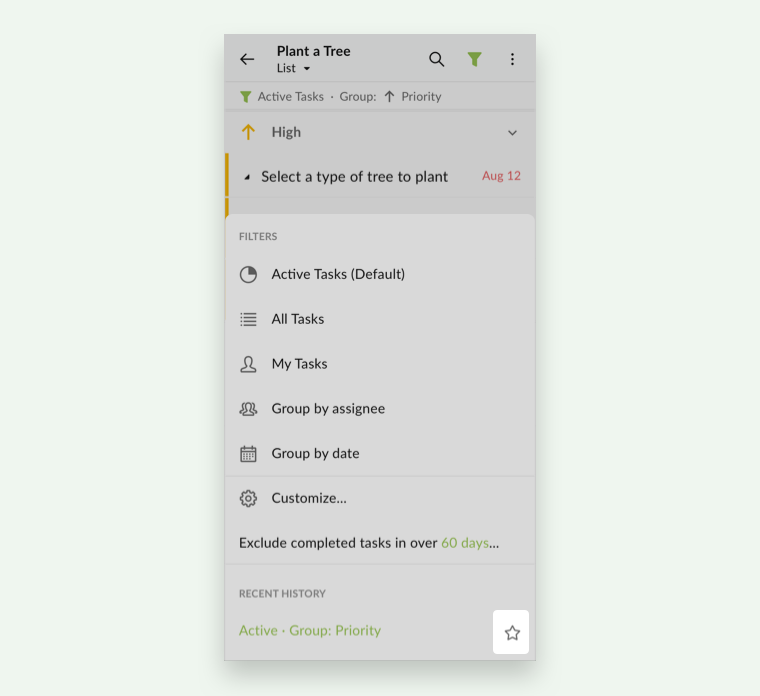 Plant a Tree
List
Active Tasks · Group: ↑ Priority
High
Select a type of tree to plant Aug 12
FILTERS
Active Tasks (Default)
All Tasks
My Tasks
Group by assignee
Group by date
Customize...
Exclude completed tasks in over 60 days...
RECENT HISTORY
Active · Group: Priority